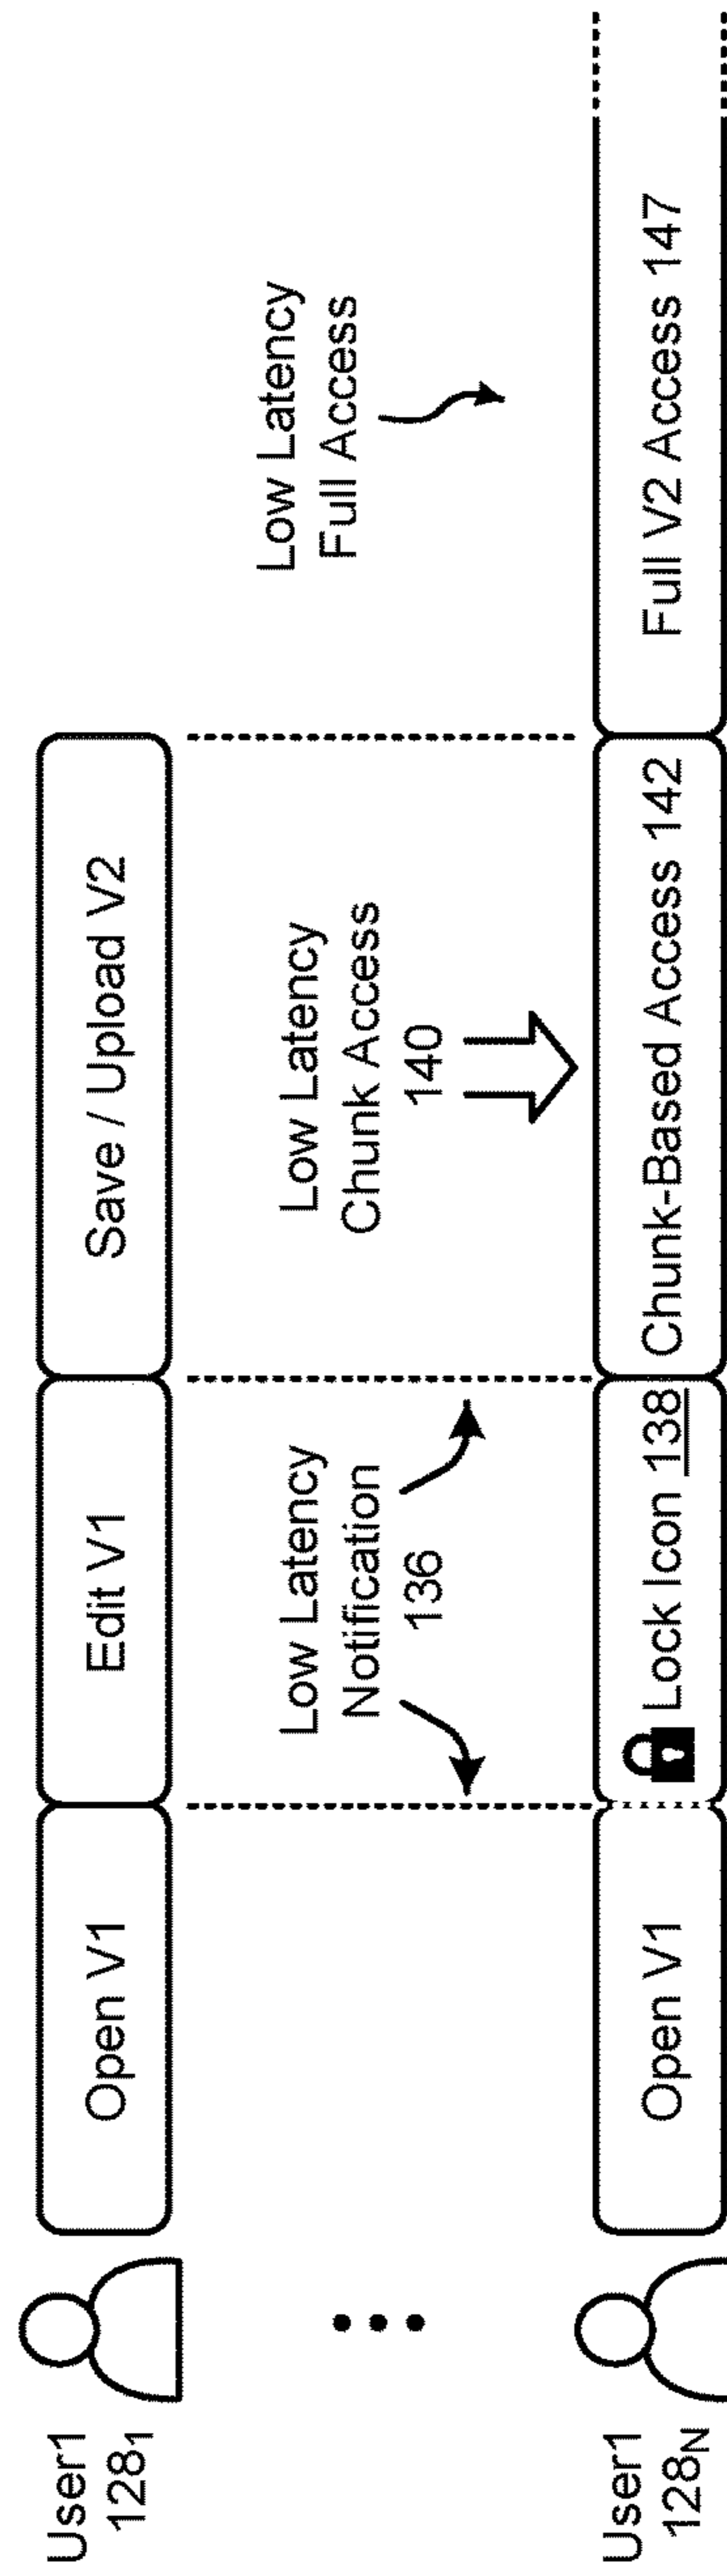 User1
128₁
Open V1
Edit V1
Save / Upload V2
Low Latency
Notification
136
Low Latency
Chunk Access
140
Low Latency
Full Access
User1
128N
Open V1
Lock Icon 138
Chunk-Based Access 142
Full V2 Access 147